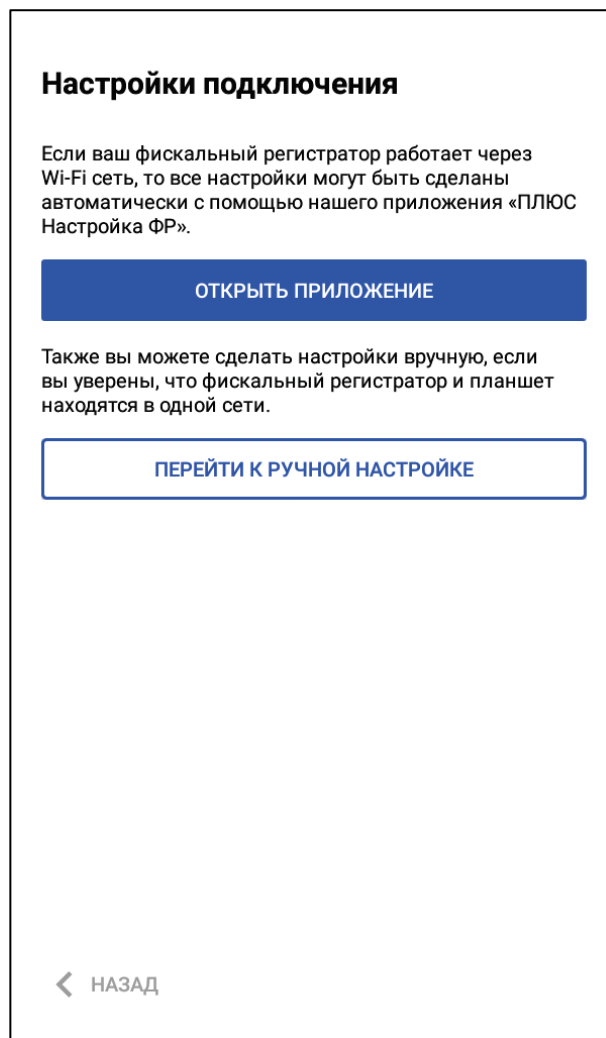 Настройки подключения
Если ваш фискальный регистратор работает через
Wi-Fi сеть, то все настройки могут быть сделаны
автоматически с помощью нашего приложения «ПЛЮС
Настройка ФР».
ОТКРЫТЬ ПРИЛОЖЕНИЕ
Также вы можете сделать настройки вручную, если
вы уверены, что фискальный регистратор и планшет
находятся в одной сети.
ПЕРЕЙТИ К РУЧНОЙ НАСТРОЙКЕ
НАЗАД